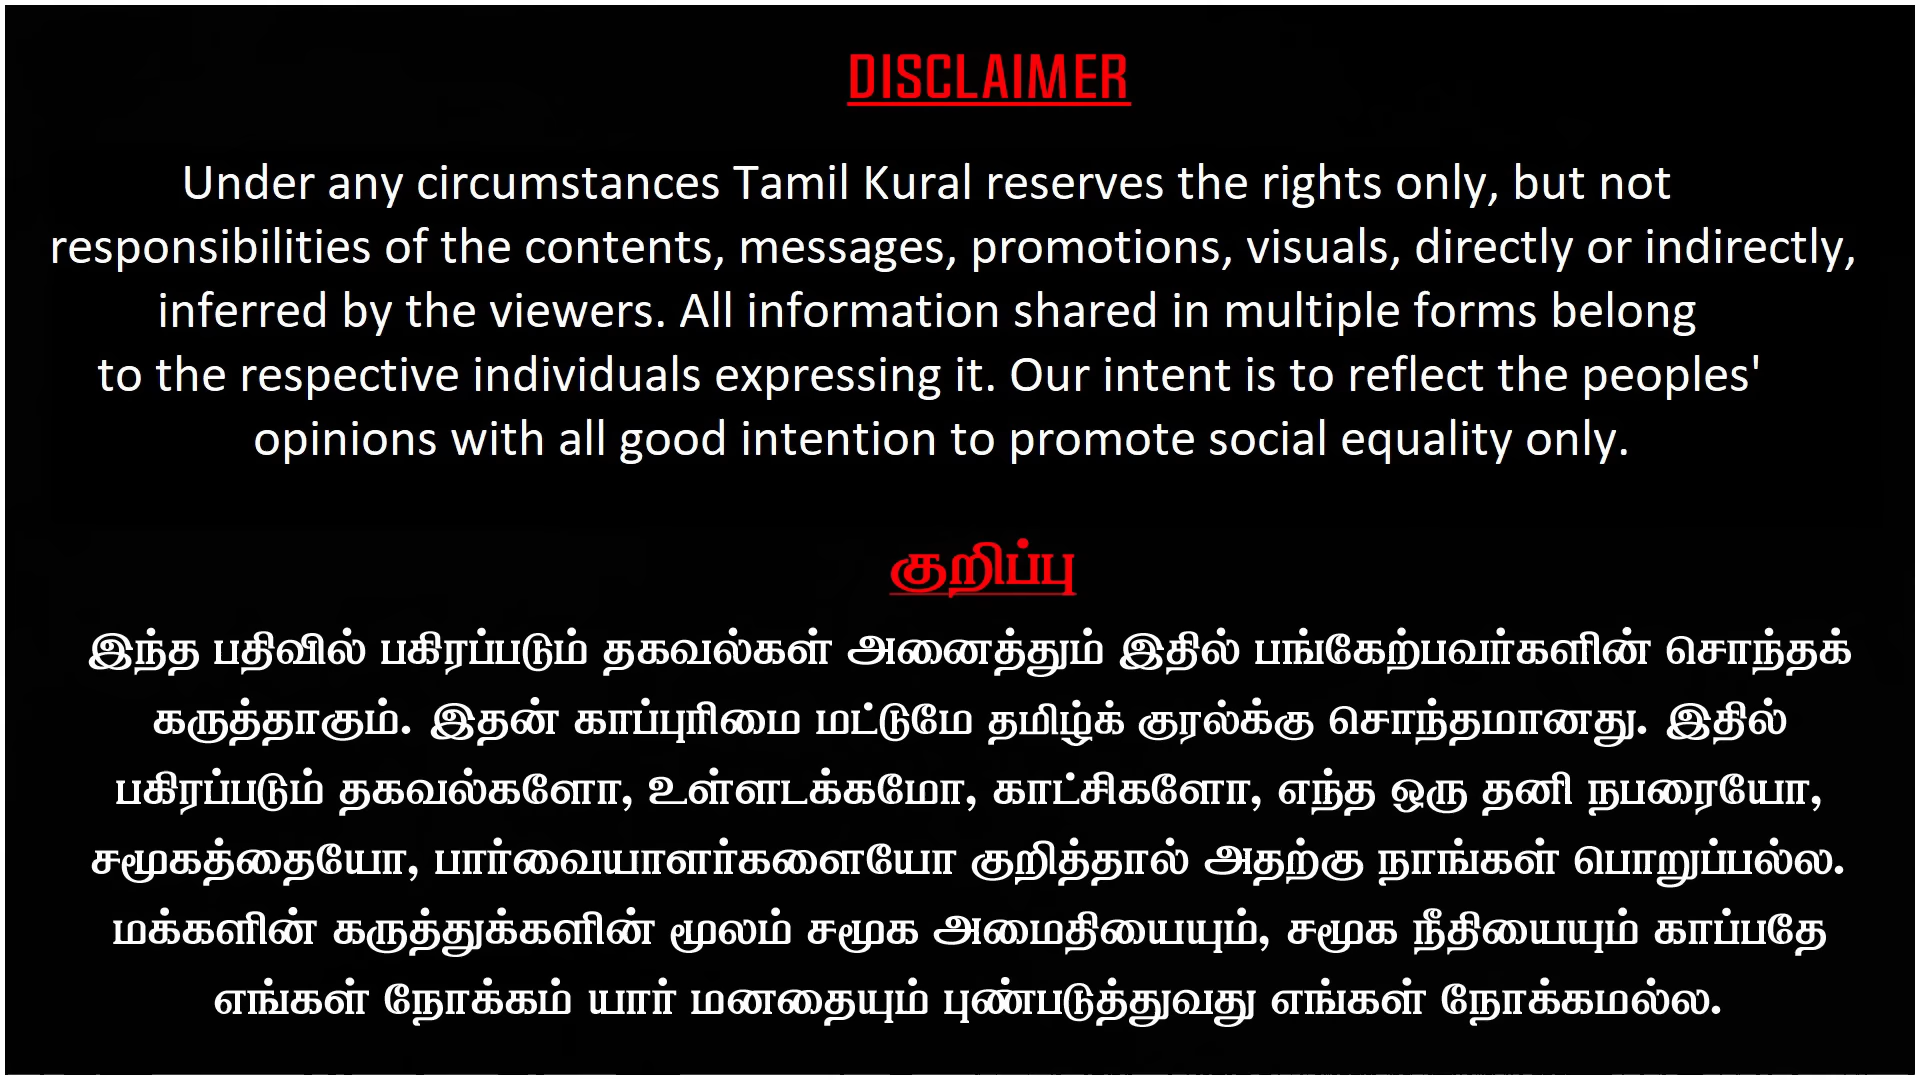 DISCLAIMER
Under any circumstances Tamil Kural reserves the rights only, but not
responsibilities of the contents, messages, promotions, visuals, directly or indirectly,
inferred by the viewers. All information shared in multiple forms belong
to the respective individuals expressing it. Our intent is to reflect the peoples'
opinions with all good intention to promote social equality only.
குறிப்பு
இந்த பதிவில் பகிரப்படும் தகவல்கள் அனைத்தும் இதில் பங்கேற்பவர்களின் சொந்தக்
கருத்தாகும். இதன் காப்புரிமை மட்டுமே தமிழ்க் குரல்க்கு சொந்தமானது. இதில்
பகிரப்படும் தகவல்களோ, உள்ளடக்கமோ, காட்சிகளோ, எந்த ஒரு தனி நபரையோ,
சமூகத்தையோ, பார்வையாளர்களையோ குறித்தால் அதற்கு நாங்கள் பொறுப்பல்ல.
மக்களின் கருத்துக்களின் மூலம் சமூக அமைதியையும், சமூக நீதியையும் காப்பதே
எங்கள் நோக்கம் யார் மனதையும் புண்படுத்துவது எங்கள் நோக்கமல்ல.